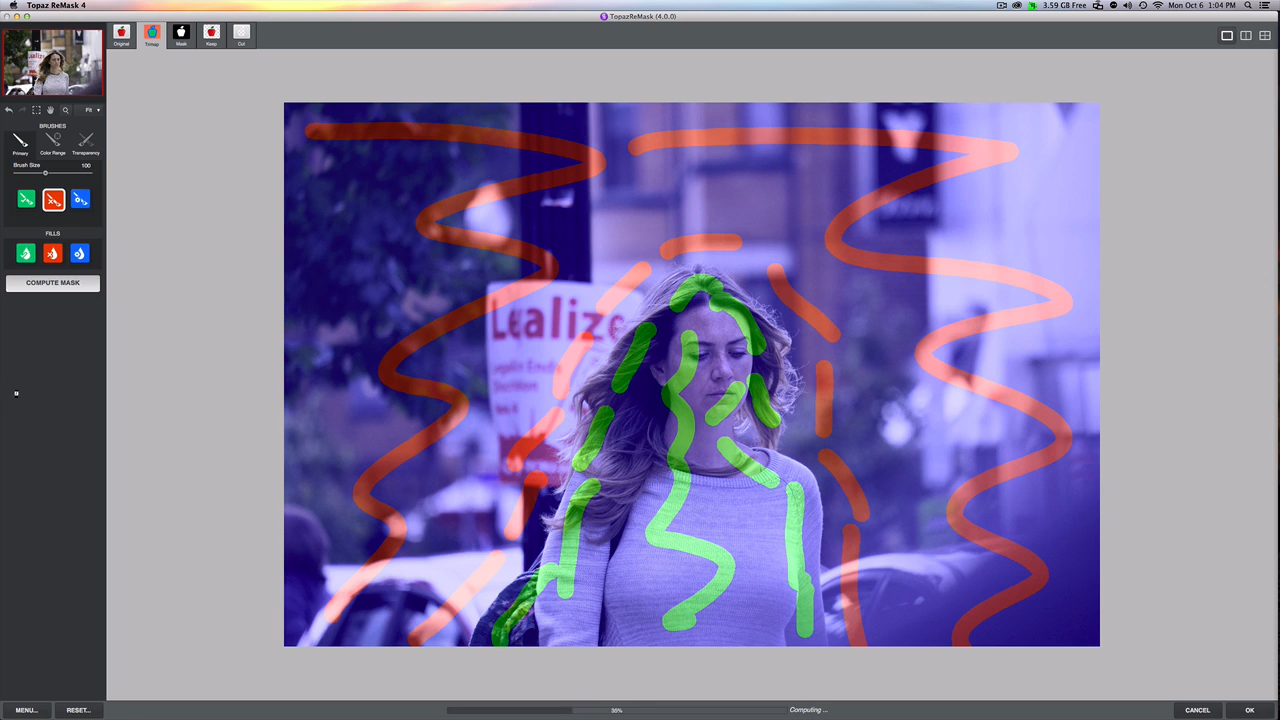 Topaz ReMask 4
3.59 GB Free
Mon Oct 6 1:04 PM
TopazReMask (4.0.0)
Original
Trimap
Mask
Keep
Cut
Fit
BRUSHES
Primary
Color Range
Transparency
Brush Size 100
FILLS
COMPUTE MASK
Lealize
MENU...
RESET...
35%
Computing ...
CANCEL
OK